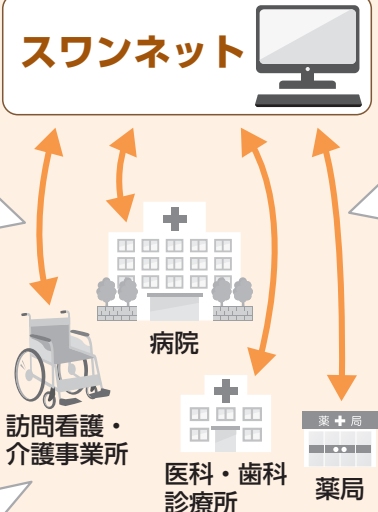 スワンネット
病院
訪問看護・
介護事業所
薬局
医科・歯科
診療所
薬局